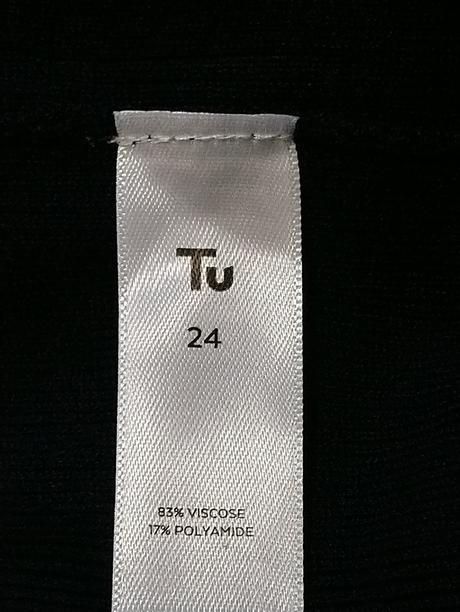 Tu
24
83% VISCOSE
17% POLYAMIDE